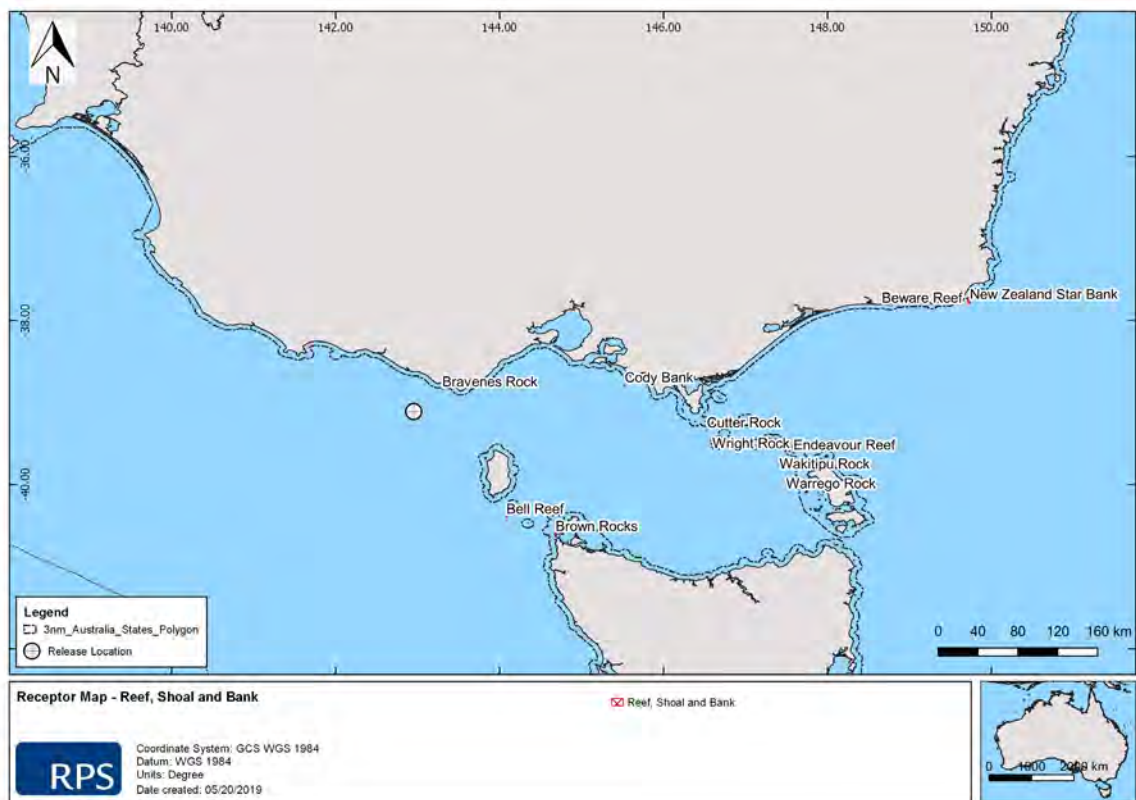 140.00 142.00 144.00 146.00 148.00 150.00
N
-36.00
-38.00
-40.00
Beware Reef New Zealand Star Bank
Bravenes Rock
Cody Bank
Cutter Rock
Wright Rock Endeavour Reef
Wakitipu Rock
Warrego Rock
Bell Reef
Brown Rocks
Legend
3nm_Australia_States_Polygon
Release Location
0 40 80 120 160 km
Receptor Map - Reef, Shoal and Bank
Reef, Shoal and Bank
RPS
Coordinate System: GCS WGS 1984
Datum: WGS 1984
Units: Degree
Date created: 05/20/2019
0 1000 2000 km